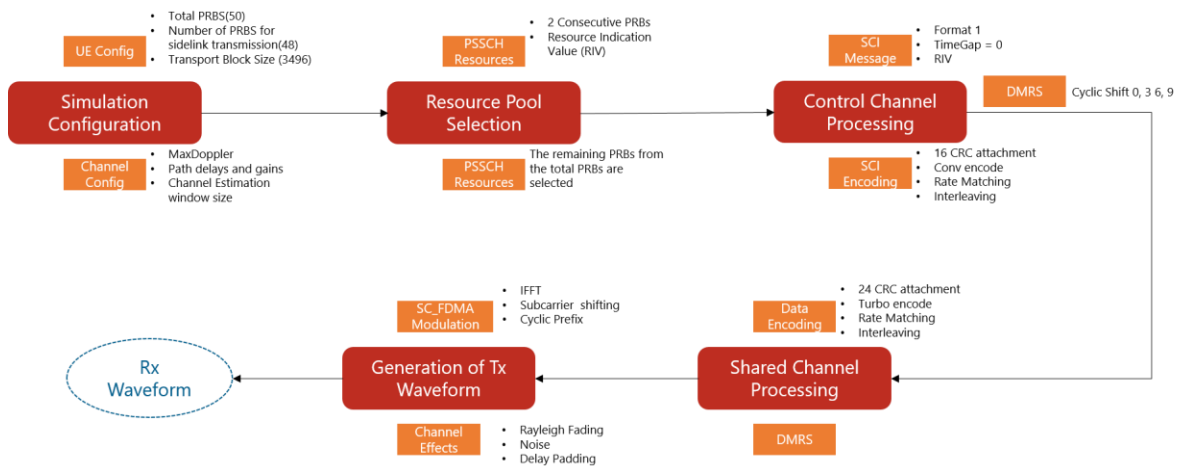 • Total PRBS(50)
• Number of PRBS for
sidelink transmission(48)
• Transport Block Size (3496)
UE Config
Simulation
Configuration
Channel
Config
• MaxDoppler
• Path delays and gains
• Channel Estimation
window size
• 2 Consecutive PRBs
• Resource Indication
Value (RIV)
PSSCH
Resources
Resource Pool
Selection
PSSCH
Resources
The remaining PRBs from
the total PRBs are
selected
• Format 1
• TimeGap = 0
• RIV
SCI
Message
Control Channel
Processing
SCI
Encoding
• 16 CRC attachment
• Conv encode
• Rate Matching
• Interleaving
DMRS
Cyclic Shift 0, 3 6, 9
• 24 CRC attachment
• Turbo encode
• Rate Matching
• Interleaving
Data
Encoding
Shared Channel
Processing
DMRS
• IFFT
• Subcarrier shifting
• Cyclic Prefix
SC_FDMA
Modulation
Generation of Tx
Waveform
Channel
Effects
• Rayleigh Fading
• Noise
• Delay Padding
Rx
Waveform